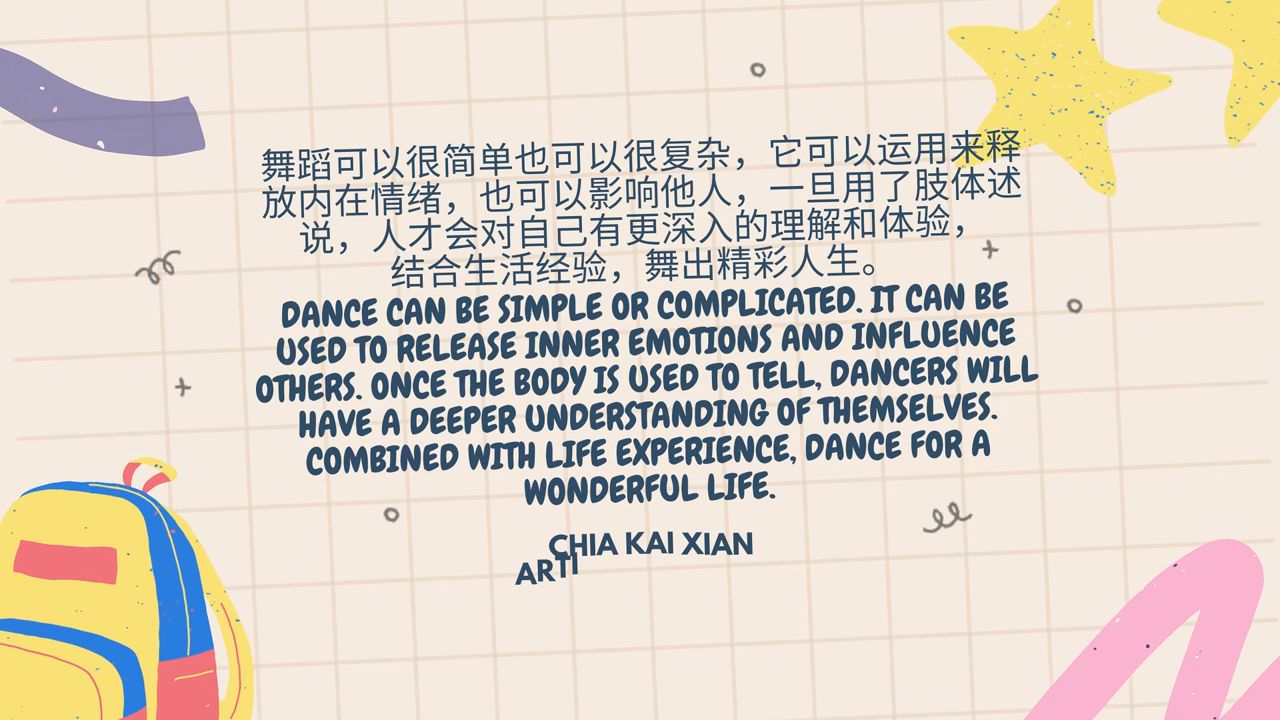 舞蹈可以很简单也可以很复杂，它可以运用来释
放内在情绪，也可以影响他人，一旦用了肢体述
说，人才会对自己有更深入的理解和体验，
结合生活经验，舞出精彩人生。
DANCE CAN BE SIMPLE OR COMPLICATED. IT CAN BE
USED TO RELEASE INNER EMOTIONS AND INFLUENCE
OTHERS. ONCE THE BODY IS USED TO TELL, DANCERS WILL
HAVE A DEEPER UNDERSTANDING OF THEMSELVES.
COMBINED WITH LIFE EXPERIENCE, DANCE FOR A
WONDERFUL LIFE.
CHIA KAI XIAN
ARTI